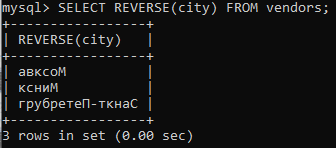 mysql> SELECT REVERSE(city) FROM vendors;
+-----------------+
| REVERSE(city)   |
+-----------------+
| авксоМ          |
| ксниМ           |
| грубретеП-ткнаС |
+-----------------+
3 rows in set (0.00 sec)